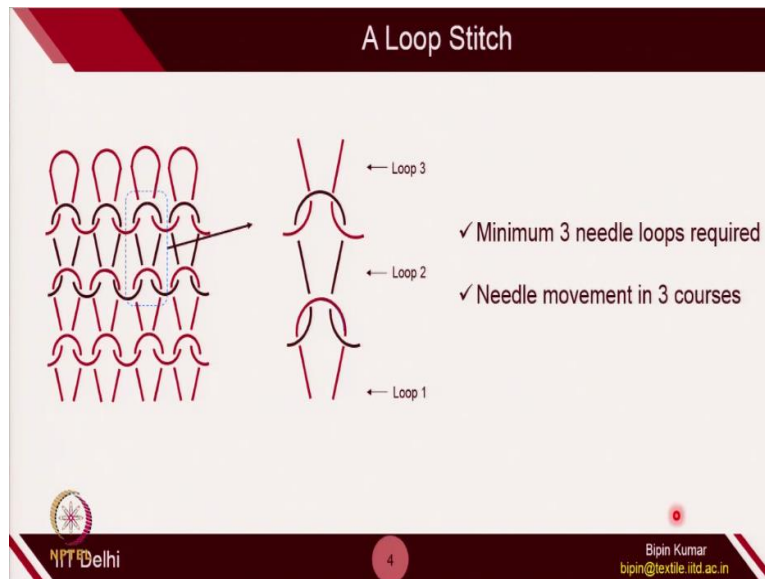 A Loop Stitch
Loop 3
✓ Minimum 3 needle loops required
Loop 2
✓ Needle movement in 3 courses
Loop 1
NPTEL
IIT Delhi
4
Bipin Kumar
bipin@textile.iitd.ac.in